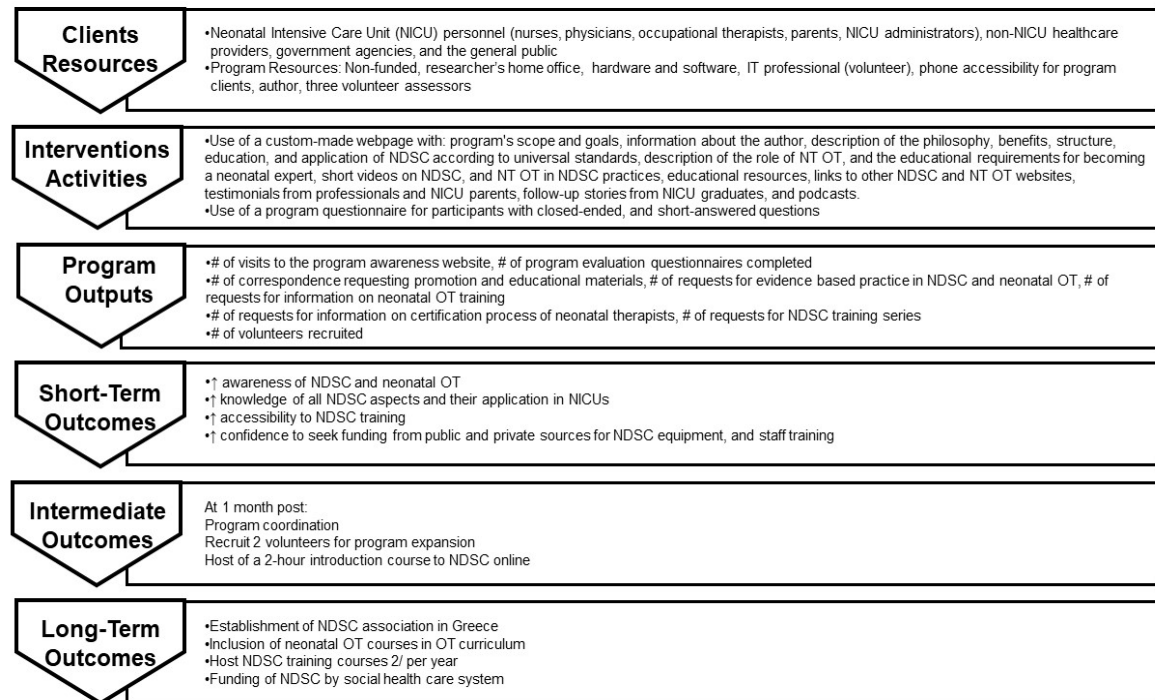 Clients
Resources
•Neonatal Intensive Care Unit (NICU) personnel (nurses, physicians, occupational therapists, parents, NICU administrators), non-NICU healthcare
providers, government agencies, and the general public
•Program Resources: Non-funded, researcher's home office, hardware and software, IT professional (volunteer), phone accessibility for program
clients, author, three volunteer assessors
Interventions
Activities
•Use of a custom-made webpage with: program's scope and goals, information about the author, description of the philosophy, benefits, structure,
education, and application of NDSC according to universal standards, description of the role of NT OT, and the educational requirements for becoming
a neonatal expert, short videos on NDSC, and NT OT in NDSC practices, educational resources, links to other NDSC and NT OT websites,
testimonials from professionals and NICU parents, follow-up stories from NICU graduates, and podcasts.
•Use of a program questionnaire for participants with closed-ended, and short-answered questions
Program
Outputs
•# of visits to the program awareness website, # of program evaluation questionnaires completed
•# of correspondence requesting promotion and educational materials, # of requests for evidence based practice in NDSC and neonatal OT, # of
requests for information on neonatal OT training
•# of requests for information on certification process of neonatal therapists, # of requests for NDSC training series
•# of volunteers recruited
Short-Term
Outcomes
•↑ awareness of NDSC and neonatal OT
•↑ knowledge of all NDSC aspects and their application in NICUs
•↑ accessibility to NDSC training
•↑ confidence to seek funding from public and private sources for NDSC equipment, and staff training
Intermediate
Outcomes
At 1 month post:
Program coordination
Recruit 2 volunteers for program expansion
Host of a 2-hour introduction course to NDSC online
Long-Term
Outcomes
•Establishment of NDSC association in Greece
•Inclusion of neonatal OT courses in OT curriculum
•Host NDSC training courses 2/ per year
•Funding of NDSC by social health care system